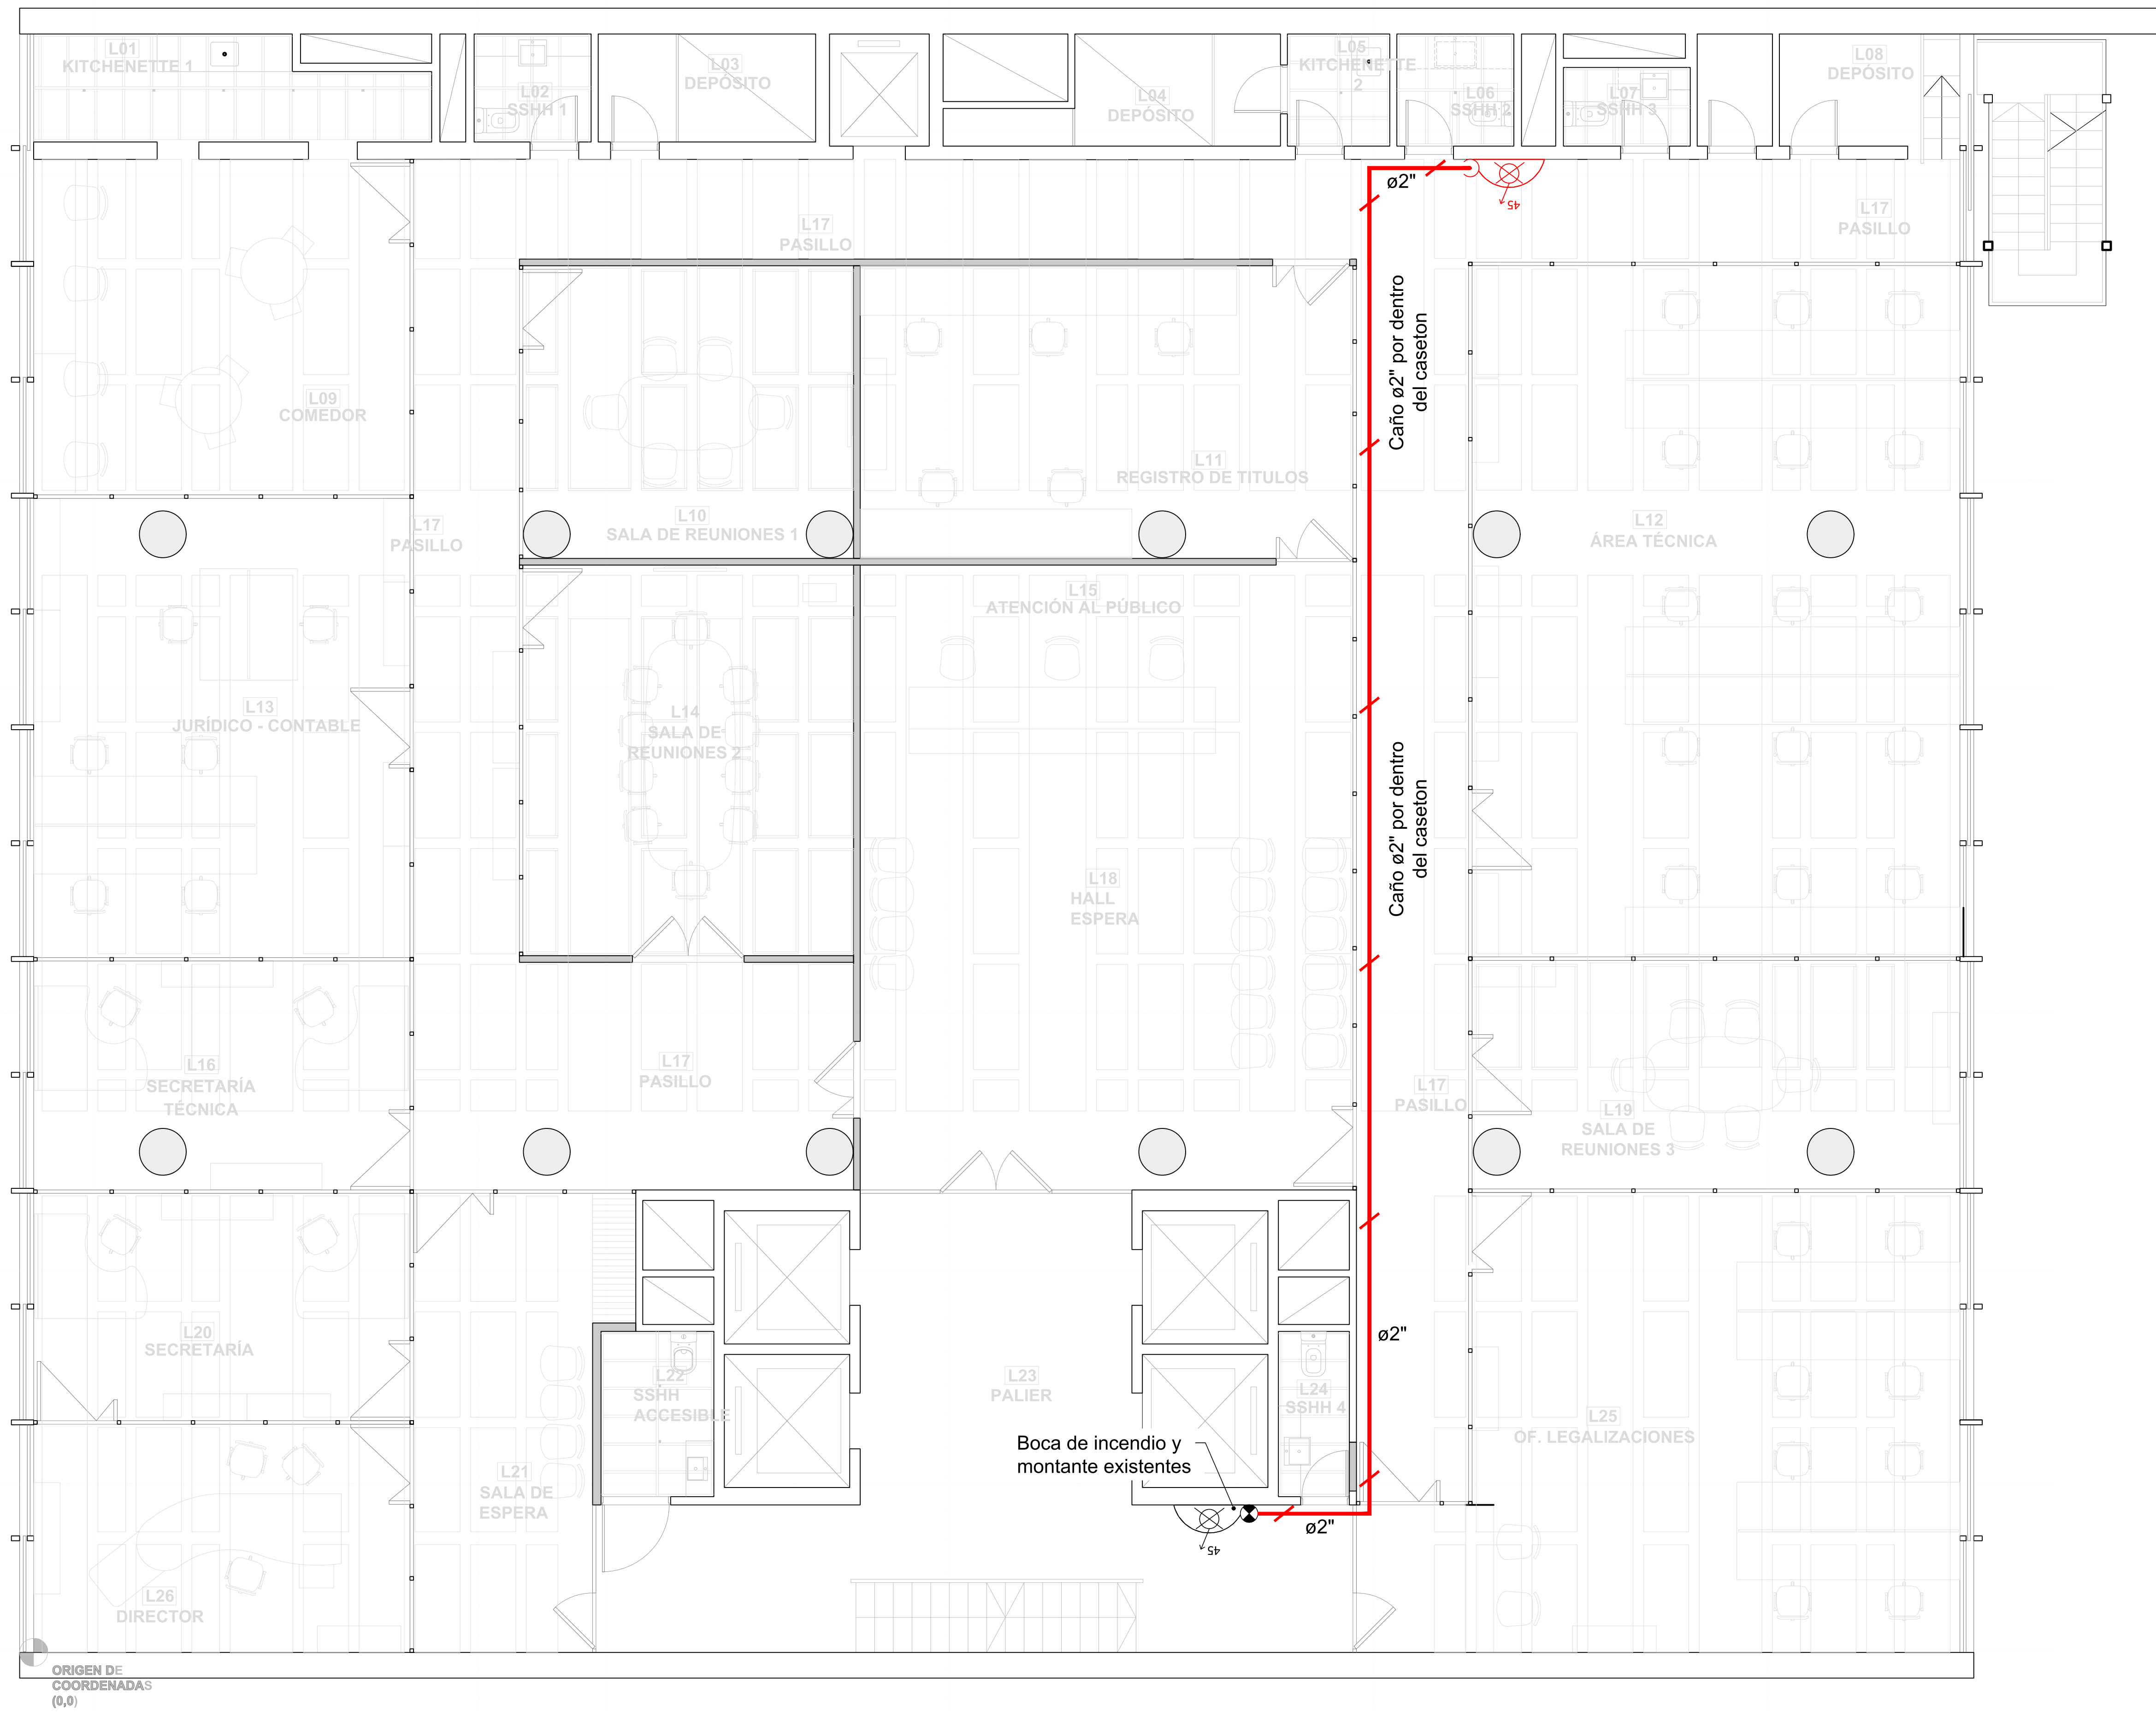 L01
KITCHENETTE 1
L02
SSHH 1
L03
DEPÓSITO
L04
DEPÓSITO
L05
KITCHENETTE
2
L06
SSHH 2
L07
SSHH 3
L08
DEPÓSITO
ø2"
45
L17
PASILLO
L17
PASILLO
Caño ø2" por dentro
del caseton
L09
COMEDOR
L10
SALA DE REUNIONES 1
L11
REGISTRO DE TITULOS
L17
PASILLO
L12
ÁREA TÉCNICA
L15
ATENCIÓN AL PÚBLICO
L13
JURÍDICO - CONTABLE
L14
SALA DE
REUNIONES 2
Caño ø2" por dentro
del caseton
L18
HALL
ESPERA
L16
SECRETARÍA
TÉCNICA
L17
PASILLO
L17
PASILLO
L19
SALA DE
REUNIONES 3
L20
SECRETARÍA
L22
SSHH
ACCESIBLE
L23
PALIER
L24
SSHH 4
ø2"
L25
OF. LEGALIZACIONES
Boca de incendio y
montante existentes
L21
SALA DE
ESPERA
ø2"
45
L26
DIRECTOR
ORIGEN DE
COORDENADAS
(0,0)